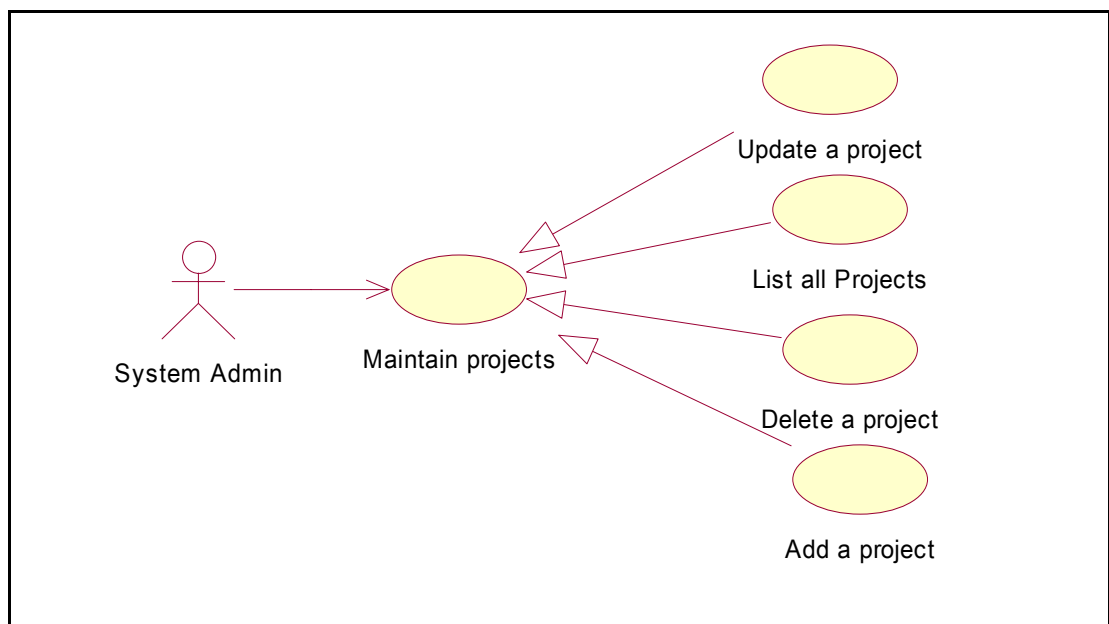 Update a project
List all Projects
System Admin
Maintain projects
Delete a project
Add a project